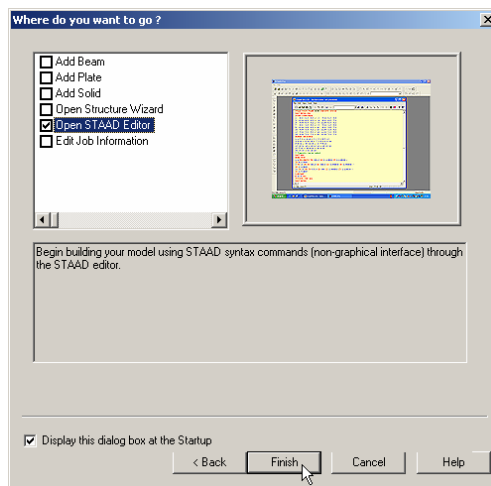 Where do you want to go ?
Add Beam
Add Plate
Add Solid
Open Structure Wizard
Open STAAD Editor
Edit Job Information
Begin building your model using STAAD syntax commands (non-graphical interface) through
the STAAD editor.
Display this dialog box at the Startup
< Back Finish Cancel Help